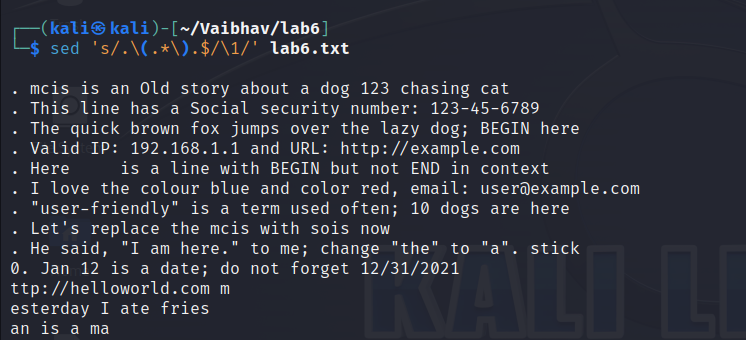 ┌──(kali㉿kali)-[~/Vaibhav/lab6]
└─$ sed 's/.\(.*\).$/\1/' lab6.txt
. mcis is an Old story about a dog 123 chasing cat
. This line has a Social security number: 123-45-6789
. The quick brown fox jumps over the lazy dog; BEGIN here
. Valid IP: 192.168.1.1 and URL: http://example.com
. Here     is a line with BEGIN but not END in context
. I love the colour blue and color red, email: user@example.com
. "user-friendly" is a term used often; 10 dogs are here
. Let's replace the mcis with sois now
. He said, "I am here." to me; change "the" to "a". stick
0. Jan 12 is a date; do not forget 12/31/2021
ttp://helloworld.com m
esterday I ate fries
an is a ma
KALI LI